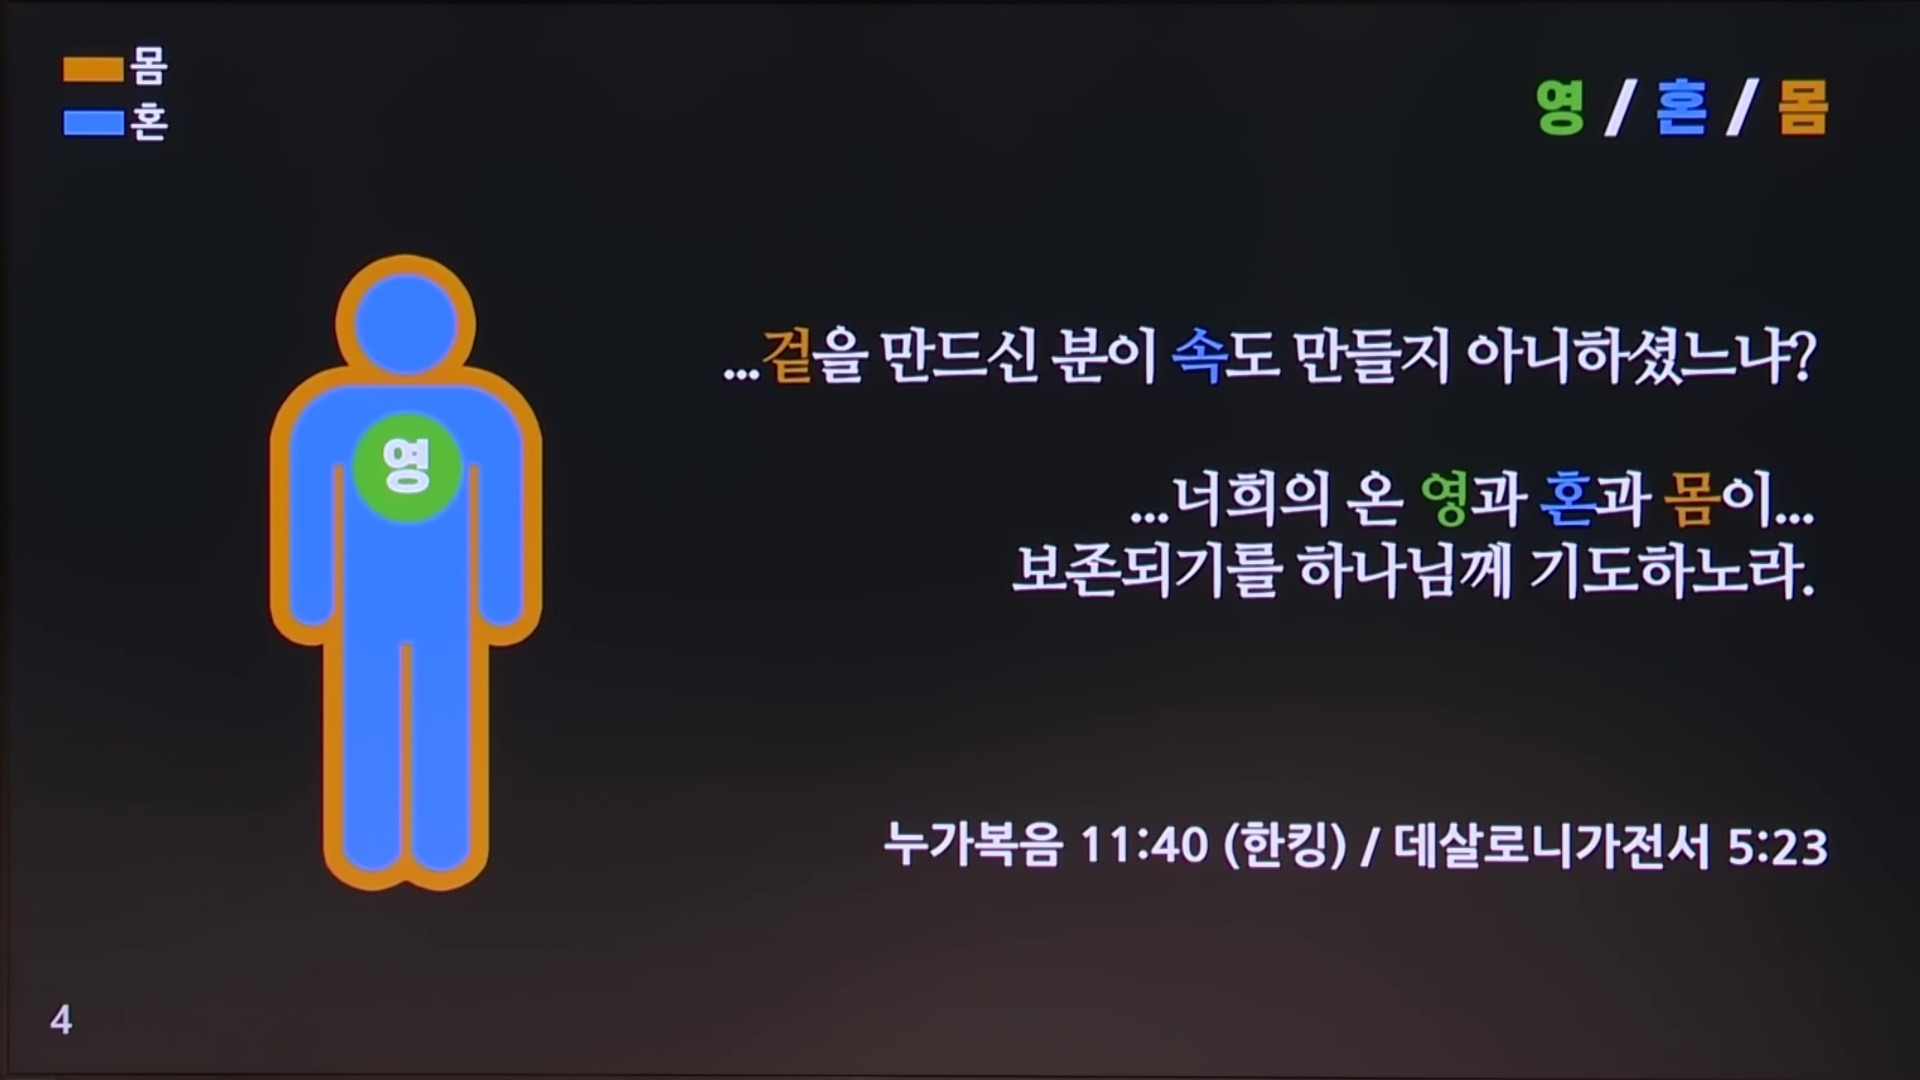 몸
혼
영 / 혼 / 몸
영
...겉을 만드신 분이 속도 만들지 아니하셨느냐?
...너희의 온 영과 혼과 몸이...
보존되기를 하나님께 기도하노라.
누가복음 11:40 (한킹) / 데살로니가전서 5:23
4